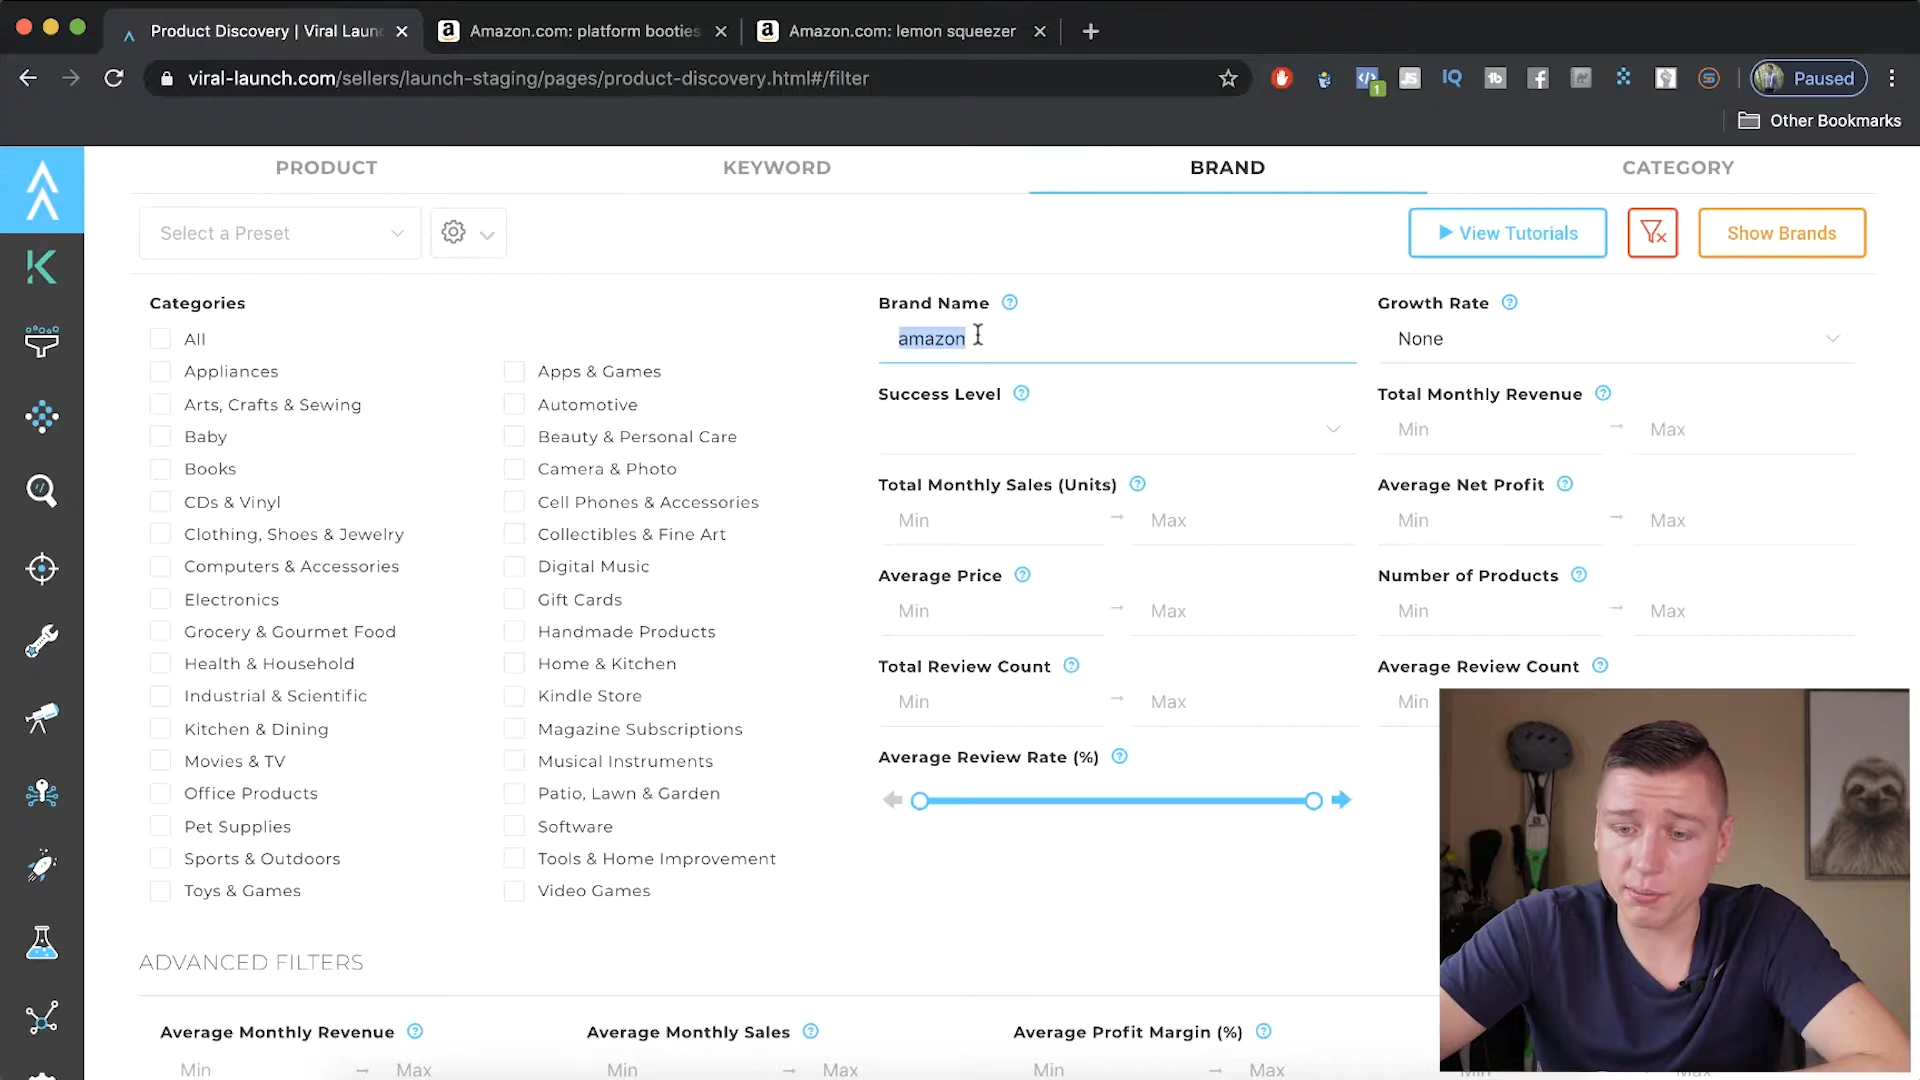 Product Discovery | Viral Laun
Amazon.com: platform booties
Amazon.com: lemon squeezer
viral-launch.com/sellers/launch-staging/pages/product-discovery.html#/filter
1
JS
IQ
Paused
Other Bookmarks
PRODUCT
KEYWORD
BRAND
CATEGORY
Select a Preset
View Tutorials
Show Brands
Categories
All
Appliances
Apps & Games
Arts, Crafts & Sewing
Automotive
Baby
Beauty & Personal Care
Books
Camera & Photo
CDs & Vinyl
Cell Phones & Accessories
Clothing, Shoes & Jewelry
Collectibles & Fine Art
Computers & Accessories
Digital Music
Electronics
Gift Cards
Grocery & Gourmet Food
Handmade Products
Health & Household
Home & Kitchen
Industrial & Scientific
Kindle Store
Kitchen & Dining
Magazine Subscriptions
Movies & TV
Musical Instruments
Office Products
Patio, Lawn & Garden
Pet Supplies
Software
Sports & Outdoors
Tools & Home Improvement
Toys & Games
Video Games
Brand Name
amazon
Growth Rate
None
Success Level
Total Monthly Revenue
Min → Max
Total Monthly Sales (Units)
Min → Max
Average Net Profit
Min → Max
Average Price
Min → Max
Number of Products
Min → Max
Total Review Count
Min → Max
Average Review Count
Min
Average Review Rate (%)
ADVANCED FILTERS
Average Monthly Revenue
Min → Max
Average Monthly Sales
Min → Max
Average Profit Margin (%)
Min → Max